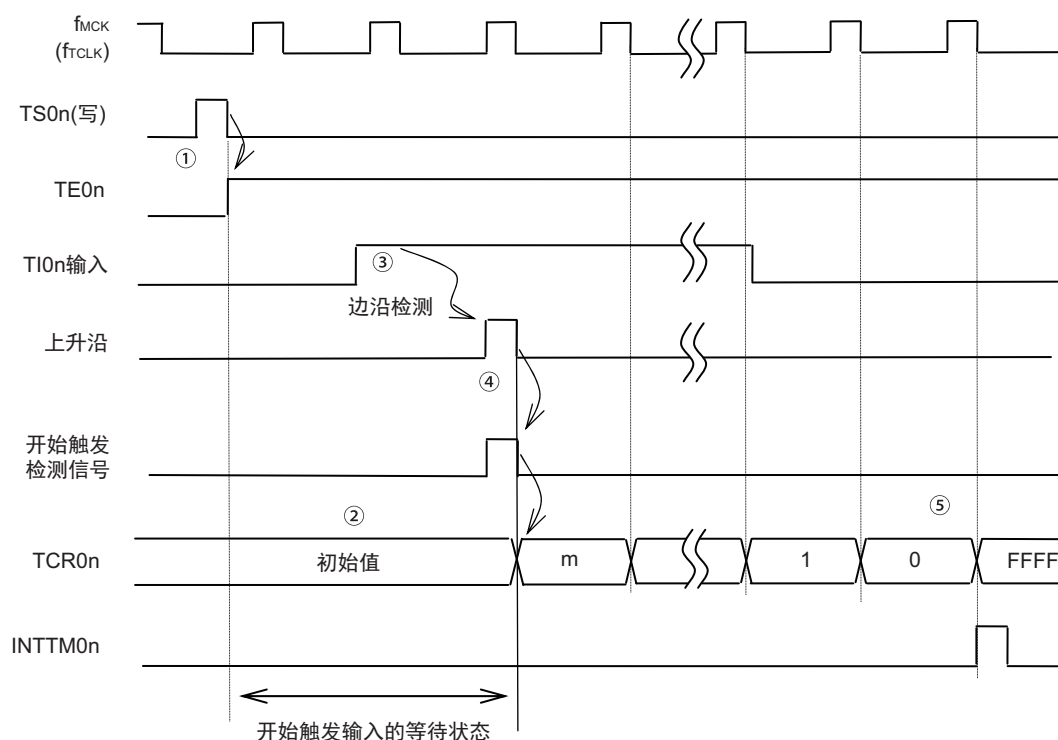 fMCK
(fTCLK)
TS0n(写)
①
TE0n
TI0n输入
③
边沿检测
上升沿
④
开始触发
检测信号
②
⑤
TCR0n
初始值
m
1
0
FFFF
INTTM0n
开始触发输入的等待状态